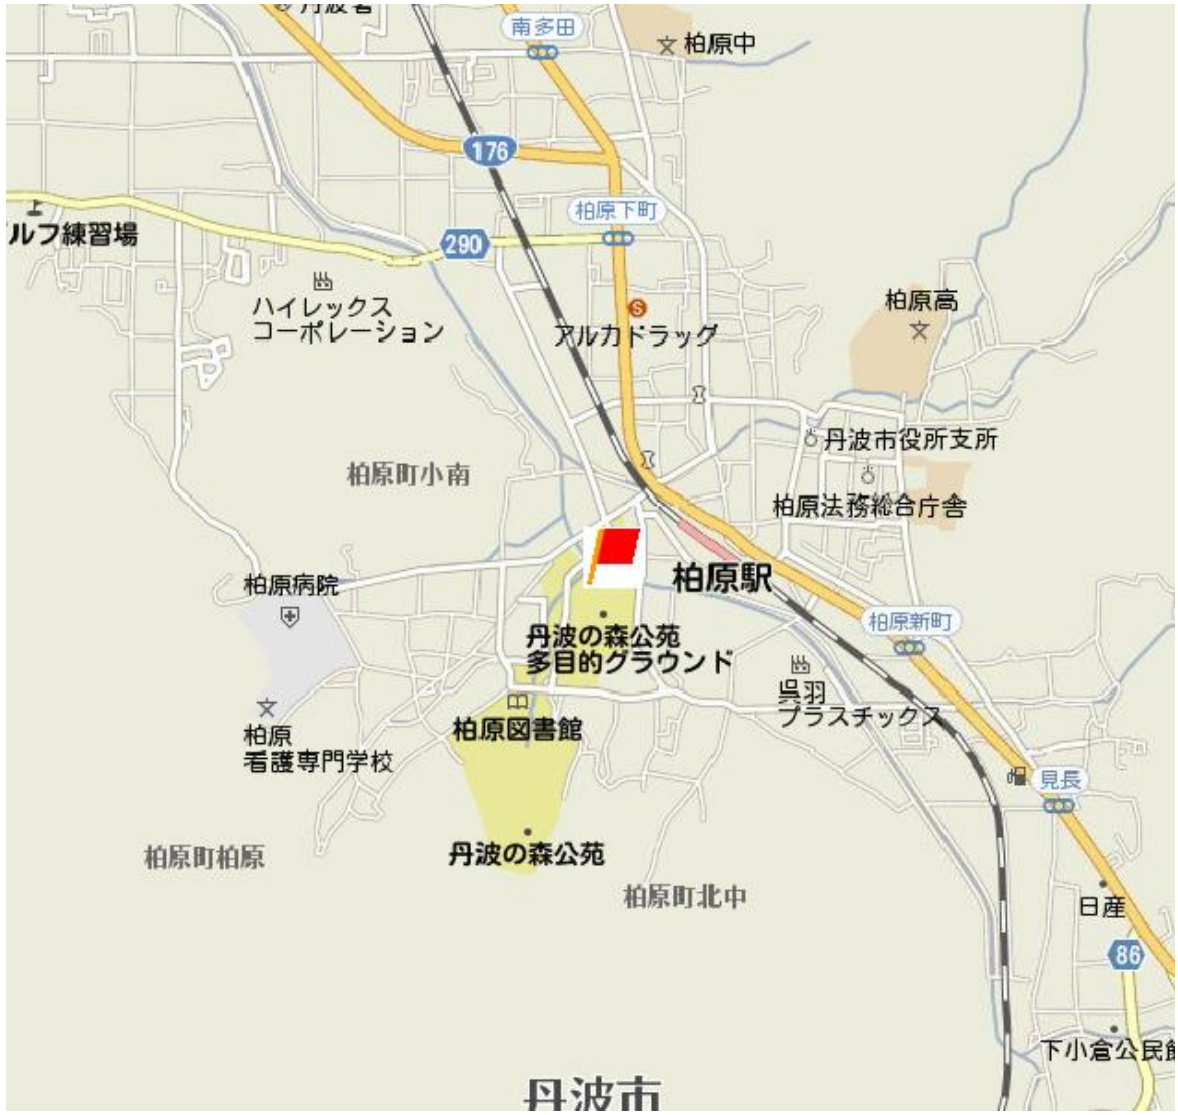 丹波署
南多田
柏原中
176
柏原下町
ルフ練習場
290
柏原高
ハイレックス
コーポレーション
S
アルカドラッグ
丹波市役所支所
柏原町小南
柏原法務総合庁舎
柏原病院
柏原駅
柏原新町
丹波の森公苑
多目的グラウンド
呉羽
プラスチックス
柏原図書館
柏原
看護専門学校
見長
柏原町柏原
丹波の森公苑
柏原町北中
日産
86
下小倉公民館
丹波市